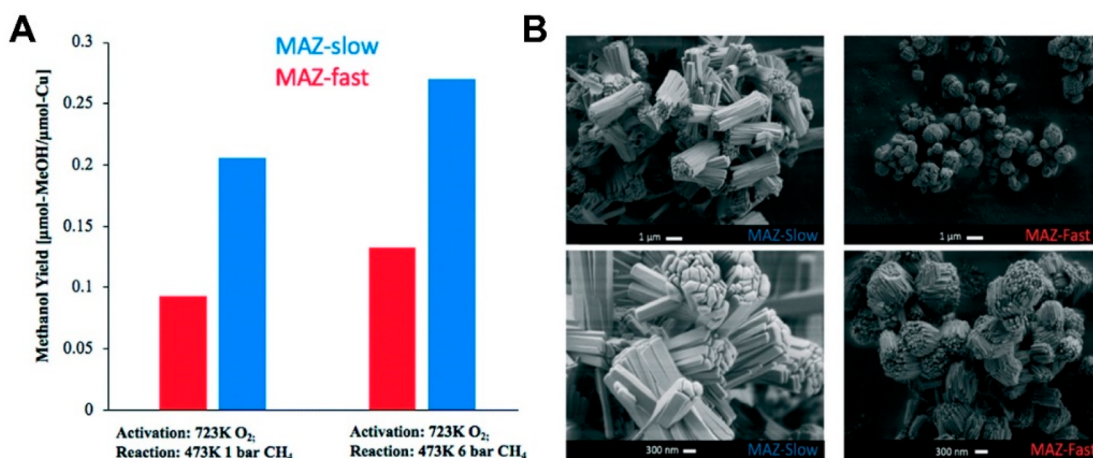 A
Methanol Yield [μmol-MeOH/μmol-Cu]
0.3
0.25
0.2
0.15
0.1
0.05
0
MAZ-slow
MAZ-fast
Activation: 723K O₂;
Reaction: 473K 1 bar CH₄
Activation: 723K O₂;
Reaction: 473K 6 bar CH₄
B
1 μm
MAZ-Slow
1 μm
MAZ-Fast
300 nm
MAZ-Slow
300 nm
MAZ-Fast